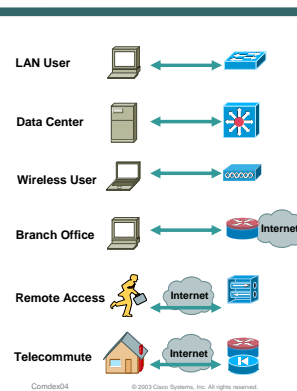 LAN User
Data Center
Wireless User
Branch Office
Internet
Remote Access
Internet
Telecommute
Internet
Comdex04
© 2003 Cisco Systems, Inc. All rights reserved.